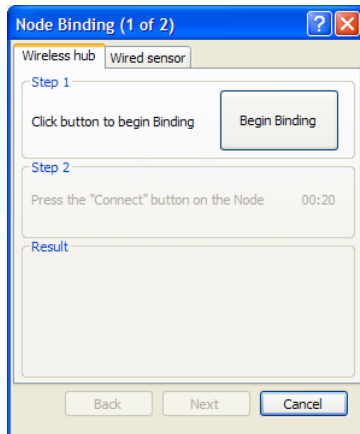 Node Binding (1 of 2)
Wireless hub Wired sensor
Step 1
Click button to begin Binding Begin Binding
Step 2
Press the "Connect" button on the Node 00:20
Result
Back Next Cancel